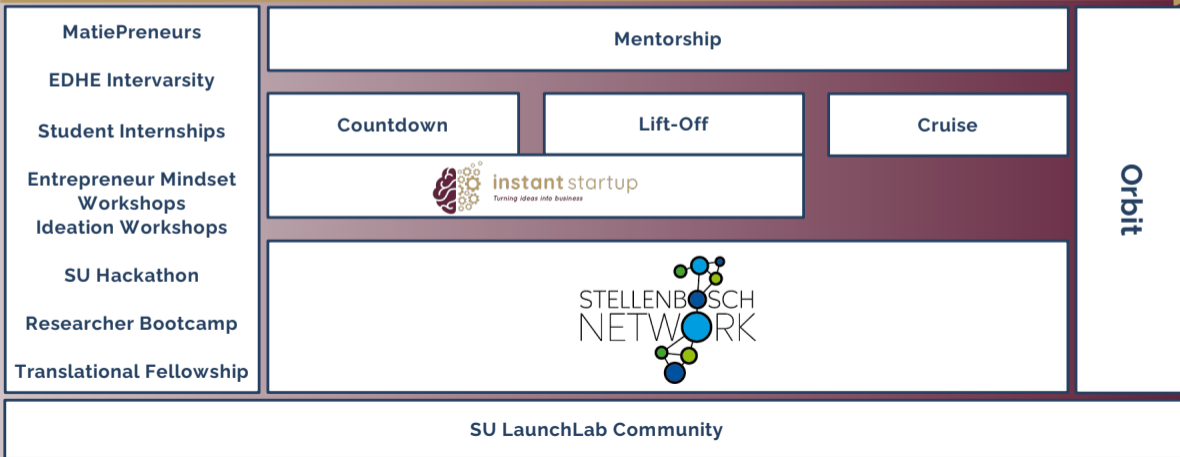 MatiePreneurs
EDHE Intervarsity
Student Internships
Entrepreneur Mindset
Workshops
Ideation Workshops
SU Hackathon
Researcher Bootcamp
Translational Fellowship
Mentorship
Countdown
Lift-Off
Cruise
instant startup
Turning ideas into business
STELLENBOSCH
NETWORK
Orbit
SU LaunchLab Community